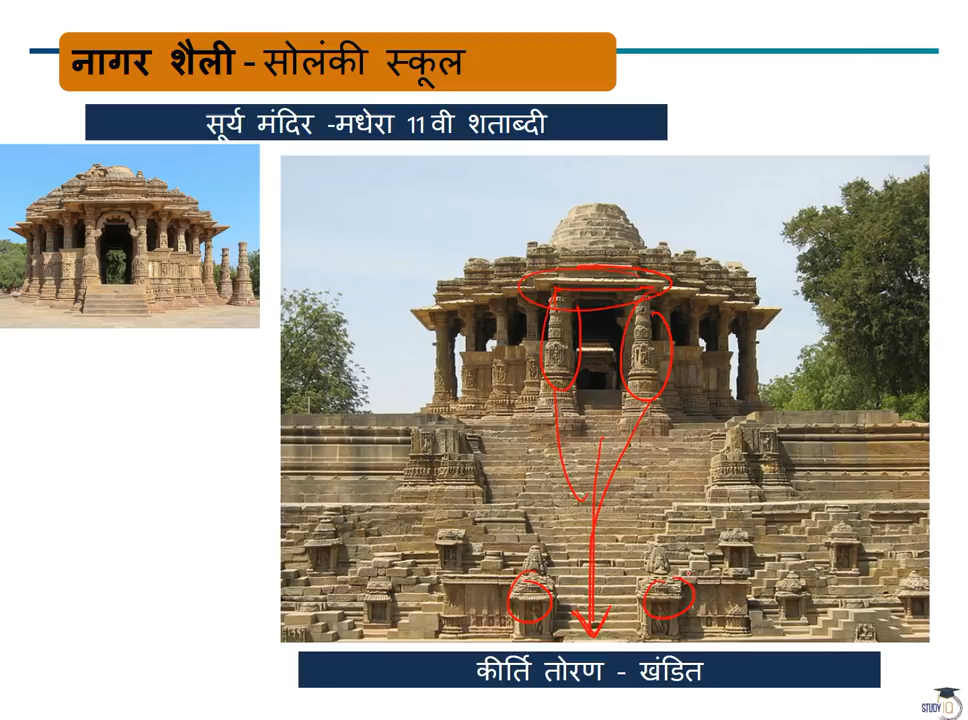 नागर शैली - सोलंकी स्कूल
सूर्य मंदिर -मधेरा 11 वी शताब्दी
कीर्ति तोरण - खंडित
STUDY IQ